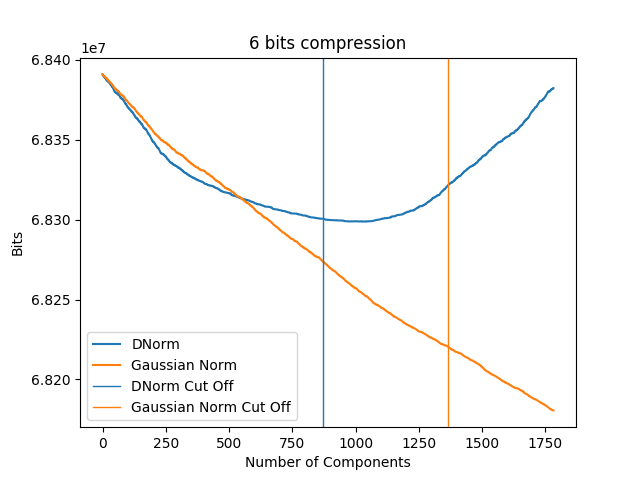 6 bits compression
1e7
6.840
6.835
6.830
6.825
6.820
Bits
DNorm
Gaussian Norm
DNorm Cut Off
Gaussian Norm Cut Off
0 250 500 750 1000 1250 1500 1750
Number of Components